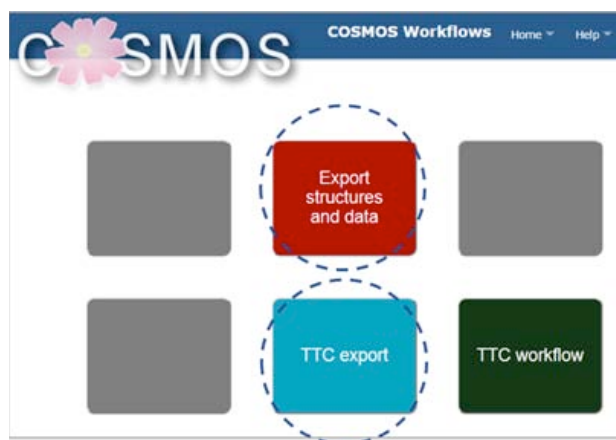 COSMOS Workflows Home Help
COSMOS
Export
structures
and data
TTC export
TTC workflow